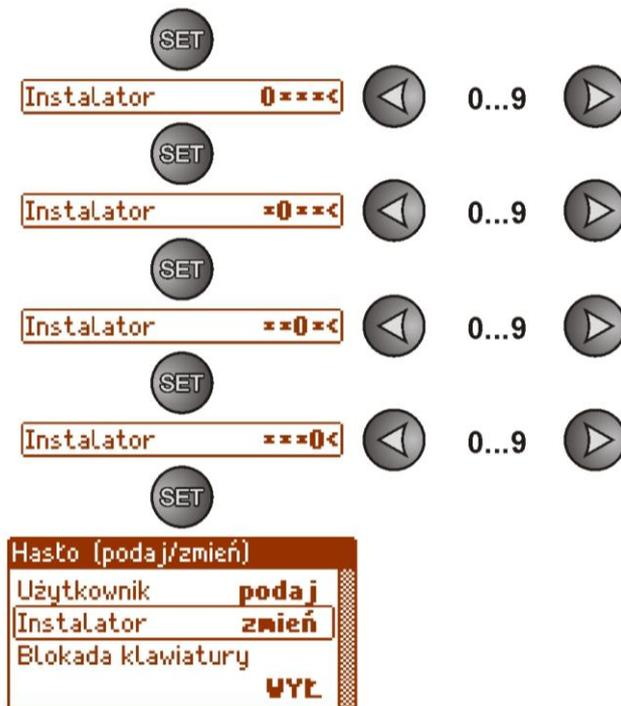 SET
Instalator 0***< 0...9
SET
Instalator *0**< 0...9
SET
Instalator **0*< 0...9
SET
Instalator ***0< 0...9
SET
Hasło (podaj/zmień)
Użytkownik podaj
Instalator zmień
Blokada klawiatury
WYŁ